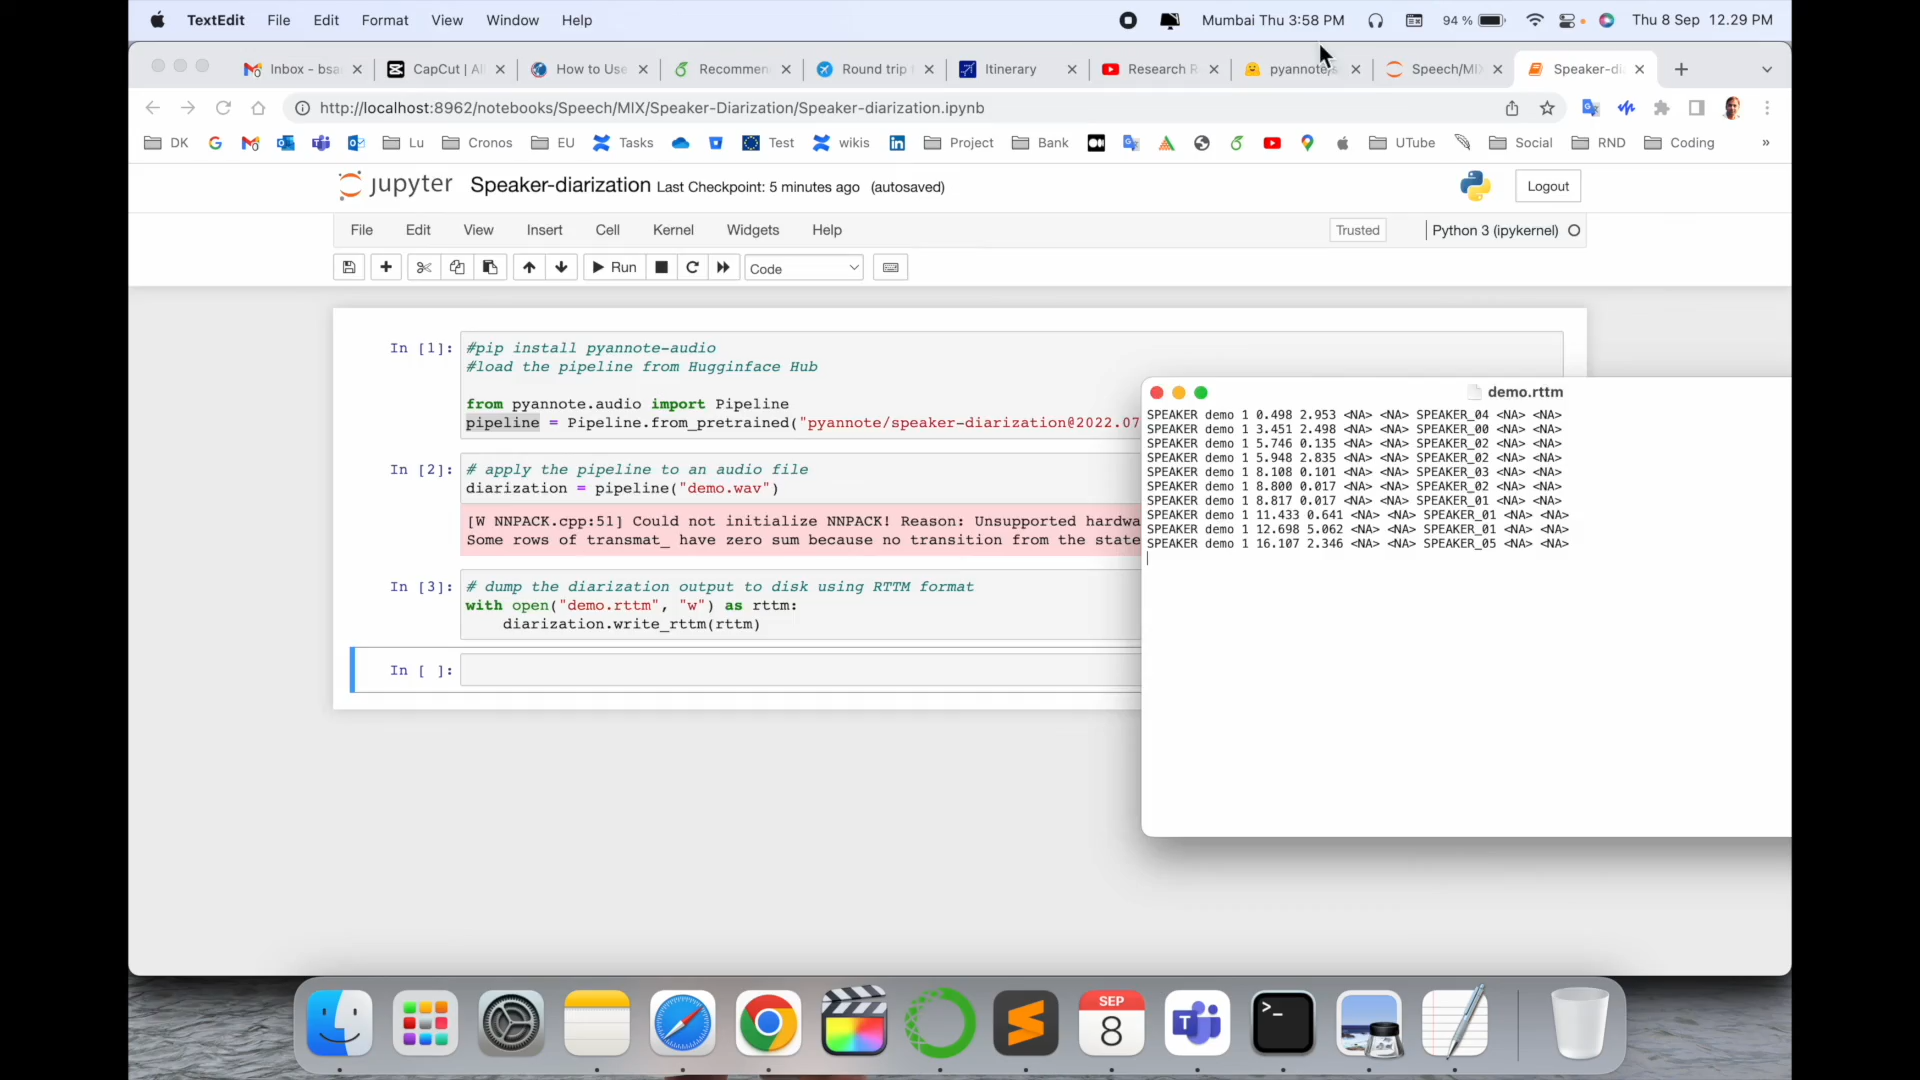 TextEdit File Edit Format View Window Help Mumbai Thu 3:58 PM 94 % Thu 8 Sep 12.29 PM
Inbox - bsa CapCut | Al How to Use Recommen Round trip Itinerary Research R pyannote/s Speech/MI Speaker-di
http://localhost:8962/notebooks/Speech/MIX/Speaker-Diarization/Speaker-diarization.ipynb
DK Lu Cronos EU Tasks Test wikis Project Bank UTube Social RND Coding »
jupyter Speaker-diarization Last Checkpoint: 5 minutes ago (autosaved) Logout
File Edit View Insert Cell Kernel Widgets Help Trusted Python 3 (ipykernel)
Run Code
In [1]: #pip install pyannote-audio
#load the pipeline from Hugginface Hub
from pyannote.audio import Pipeline
pipeline = Pipeline.from_pretrained("pyannote/speaker-diarization@2022.07
In [2]: # apply the pipeline to an audio file
diarization = pipeline("demo.wav")
[W NNPACK.cpp:51] Could not initialize NNPACK! Reason: Unsupported hardwa
Some rows of transmat_ have zero sum because no transition from the state
In [3]: # dump the diarization output to disk using RTTM format
with open("demo.rttm", "w") as rttm:
diarization.write_rttm(rttm)
In [ ]:
demo.rttm
SPEAKER demo 1 0.498 2.953 <NA> <NA> SPEAKER_04 <NA> <NA>
SPEAKER demo 1 3.451 2.498 <NA> <NA> SPEAKER_00 <NA> <NA>
SPEAKER demo 1 5.746 0.135 <NA> <NA> SPEAKER_02 <NA> <NA>
SPEAKER demo 1 5.948 2.835 <NA> <NA> SPEAKER_02 <NA> <NA>
SPEAKER demo 1 8.108 0.101 <NA> <NA> SPEAKER_03 <NA> <NA>
SPEAKER demo 1 8.800 0.017 <NA> <NA> SPEAKER_02 <NA> <NA>
SPEAKER demo 1 8.817 0.017 <NA> <NA> SPEAKER_01 <NA> <NA>
SPEAKER demo 1 11.433 0.641 <NA> <NA> SPEAKER_01 <NA> <NA>
SPEAKER demo 1 12.698 5.062 <NA> <NA> SPEAKER_01 <NA> <NA>
SPEAKER demo 1 16.107 2.346 <NA> <NA> SPEAKER_05 <NA> <NA>
SEP
8
T
>_